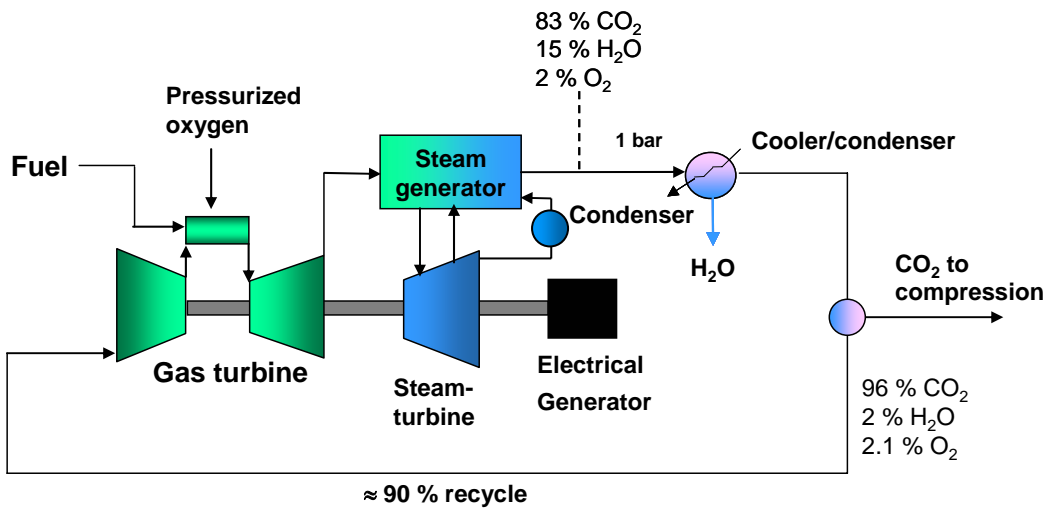 83 % CO₂
15 % H₂O
2 % O₂
Pressurized
oxygen
Fuel
Steam
generator
1 bar
Cooler/condenser
Condenser
H₂O
CO₂ to
compression
Gas turbine
Steam-
turbine
Electrical
Generator
96 % CO₂
2 % H₂O
2.1 % O₂
≈ 90 % recycle